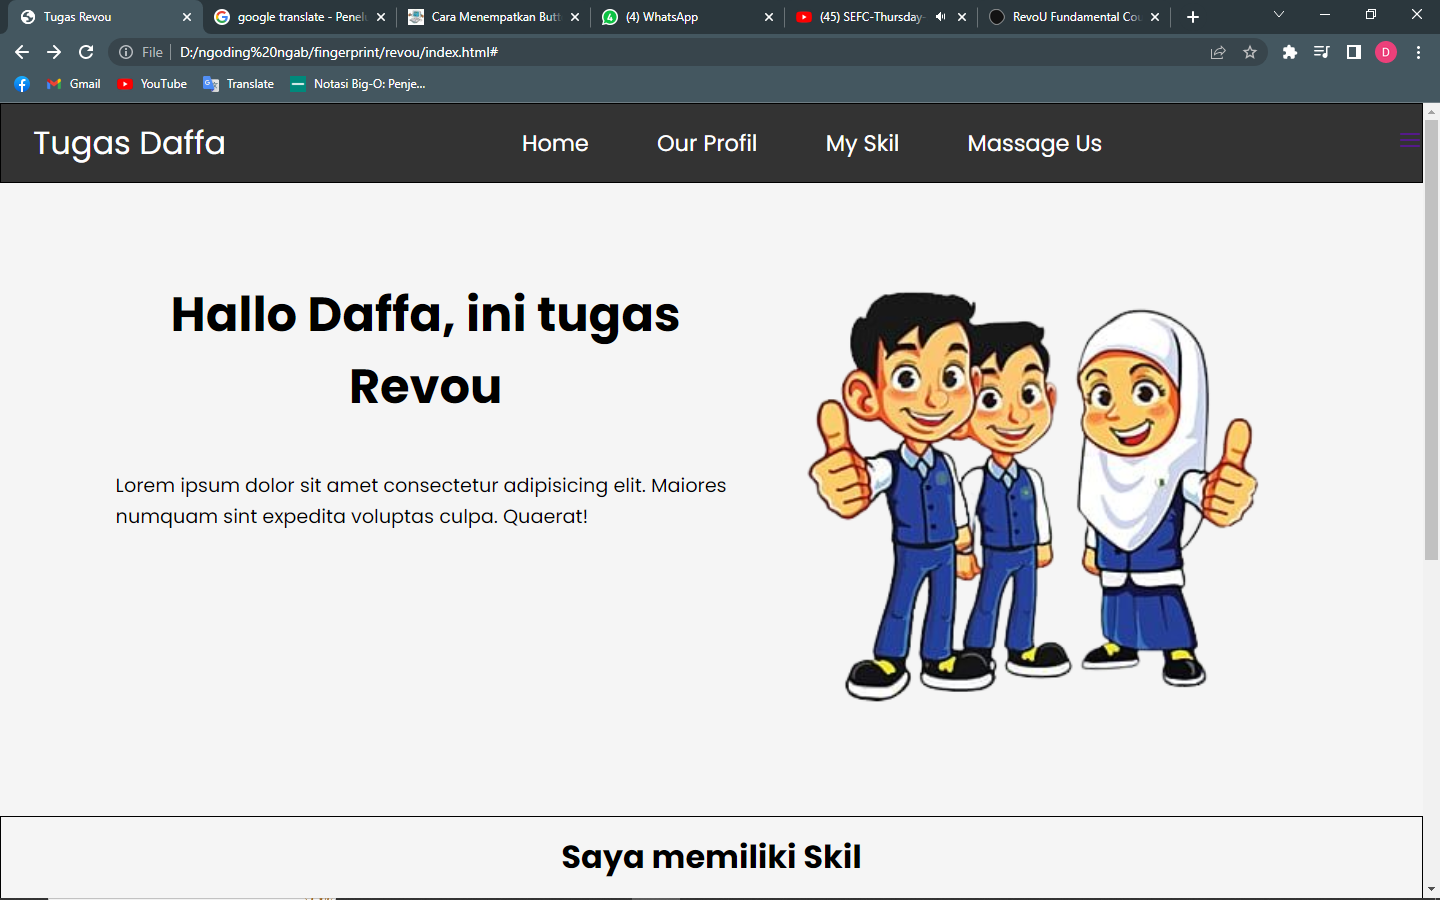 Tugas Revou
google translate - Penel
Cara Menempatkan Butt
(4) WhatsApp
(45) SEFC-Thursday-
RevoU Fundamental Cou
File
D:/ngoding%20ngab/fingerprint/revou/index.html#
D
Gmail
YouTube
Translate
Notasi Big-O: Penje...
Tugas Daffa
Home
Our Profil
My Skil
Massage Us
Hallo Daffa, ini tugas
Revou
Lorem ipsum dolor sit amet consectetur adipisicing elit. Maiores
numquam sint expedita voluptas culpa. Quaerat!
Saya memiliki Skil